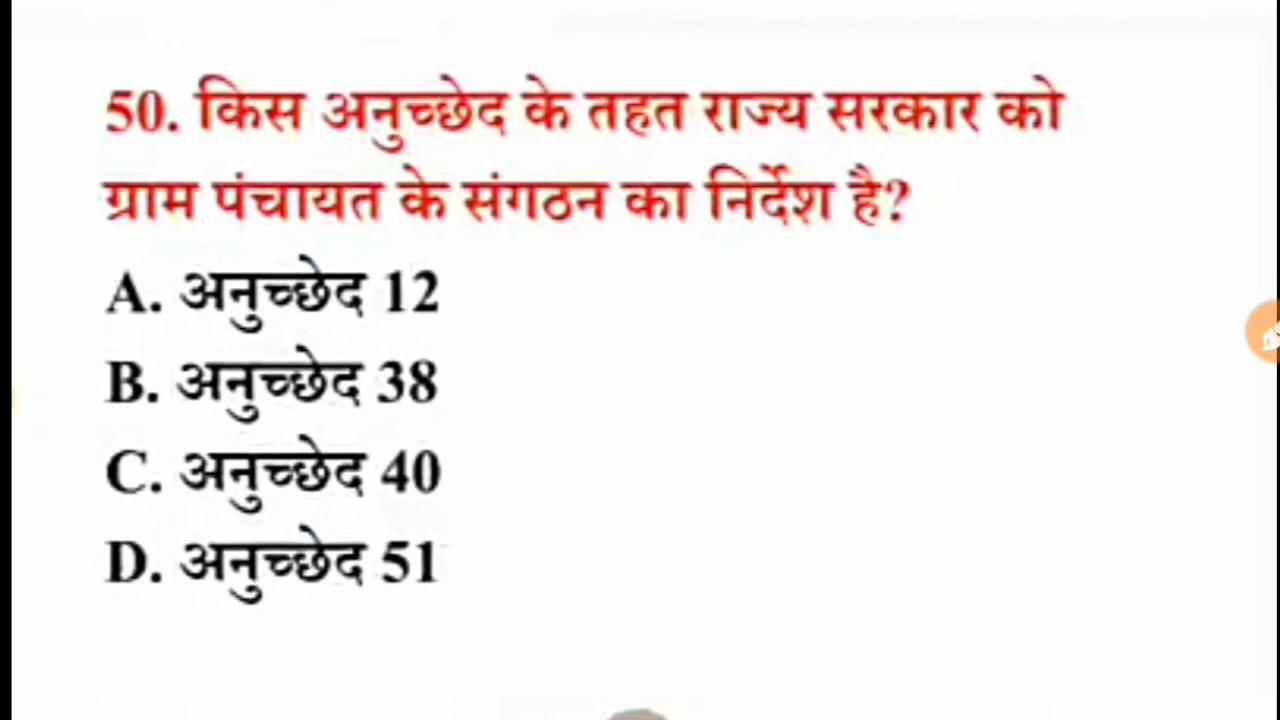 50. किस अनुच्छेद के तहत राज्य सरकार को
ग्राम पंचायत के संगठन का निर्देश है?
A. अनुच्छेद 12
B. अनुच्छेद 38
C. अनुच्छेद 40
D. अनुच्छेद 51